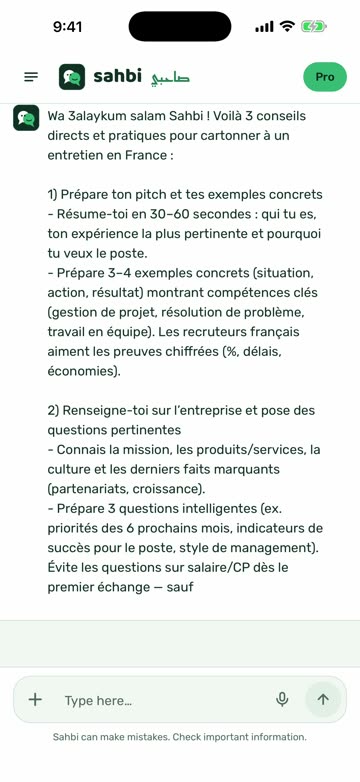 9:41
sahbi صاحبي
Pro
Wa 3alaykum salam Sahbi ! Voilà 3 conseils
directs et pratiques pour cartonner à un
entretien en France :
1) Prépare ton pitch et tes exemples concrets
- Résume-toi en 30–60 secondes : qui tu es,
ton expérience la plus pertinente et pourquoi
tu veux le poste.
- Prépare 3–4 exemples concrets (situation,
action, résultat) montrant compétences clés
(gestion de projet, résolution de problème,
travail en équipe). Les recruteurs français
aiment les preuves chiffrées (%, délais,
économies).
2) Renseigne-toi sur l'entreprise et pose des
questions pertinentes
- Connais la mission, les produits/services, la
culture et les derniers faits marquants
(partenariats, croissance).
- Prépare 3 questions intelligentes (ex.
priorités des 6 prochains mois, indicateurs de
succès pour le poste, style de management).
Évite les questions sur salaire/CP dès le
premier échange — sauf
Type here...
Sahbi can make mistakes. Check important information.